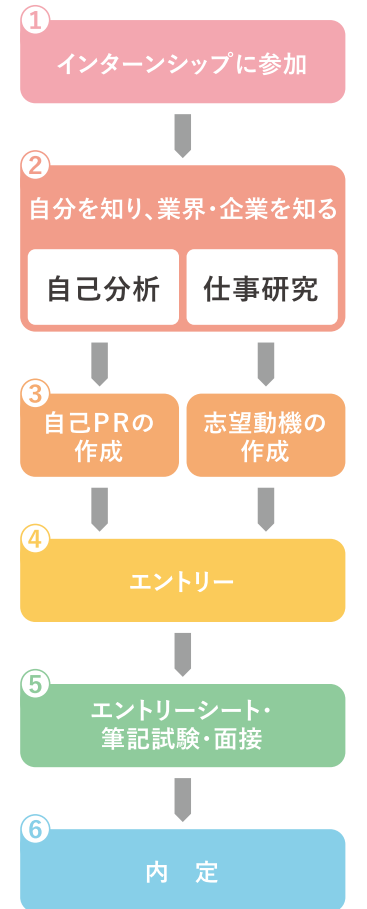 1
インターンシップに参加
2
自分を知り、業界・企業を知る
自己分析
仕事研究
3
自己PRの
作成
志望動機の
作成
4
エントリー
5
エントリーシート・
筆記試験・面接
6
内　定